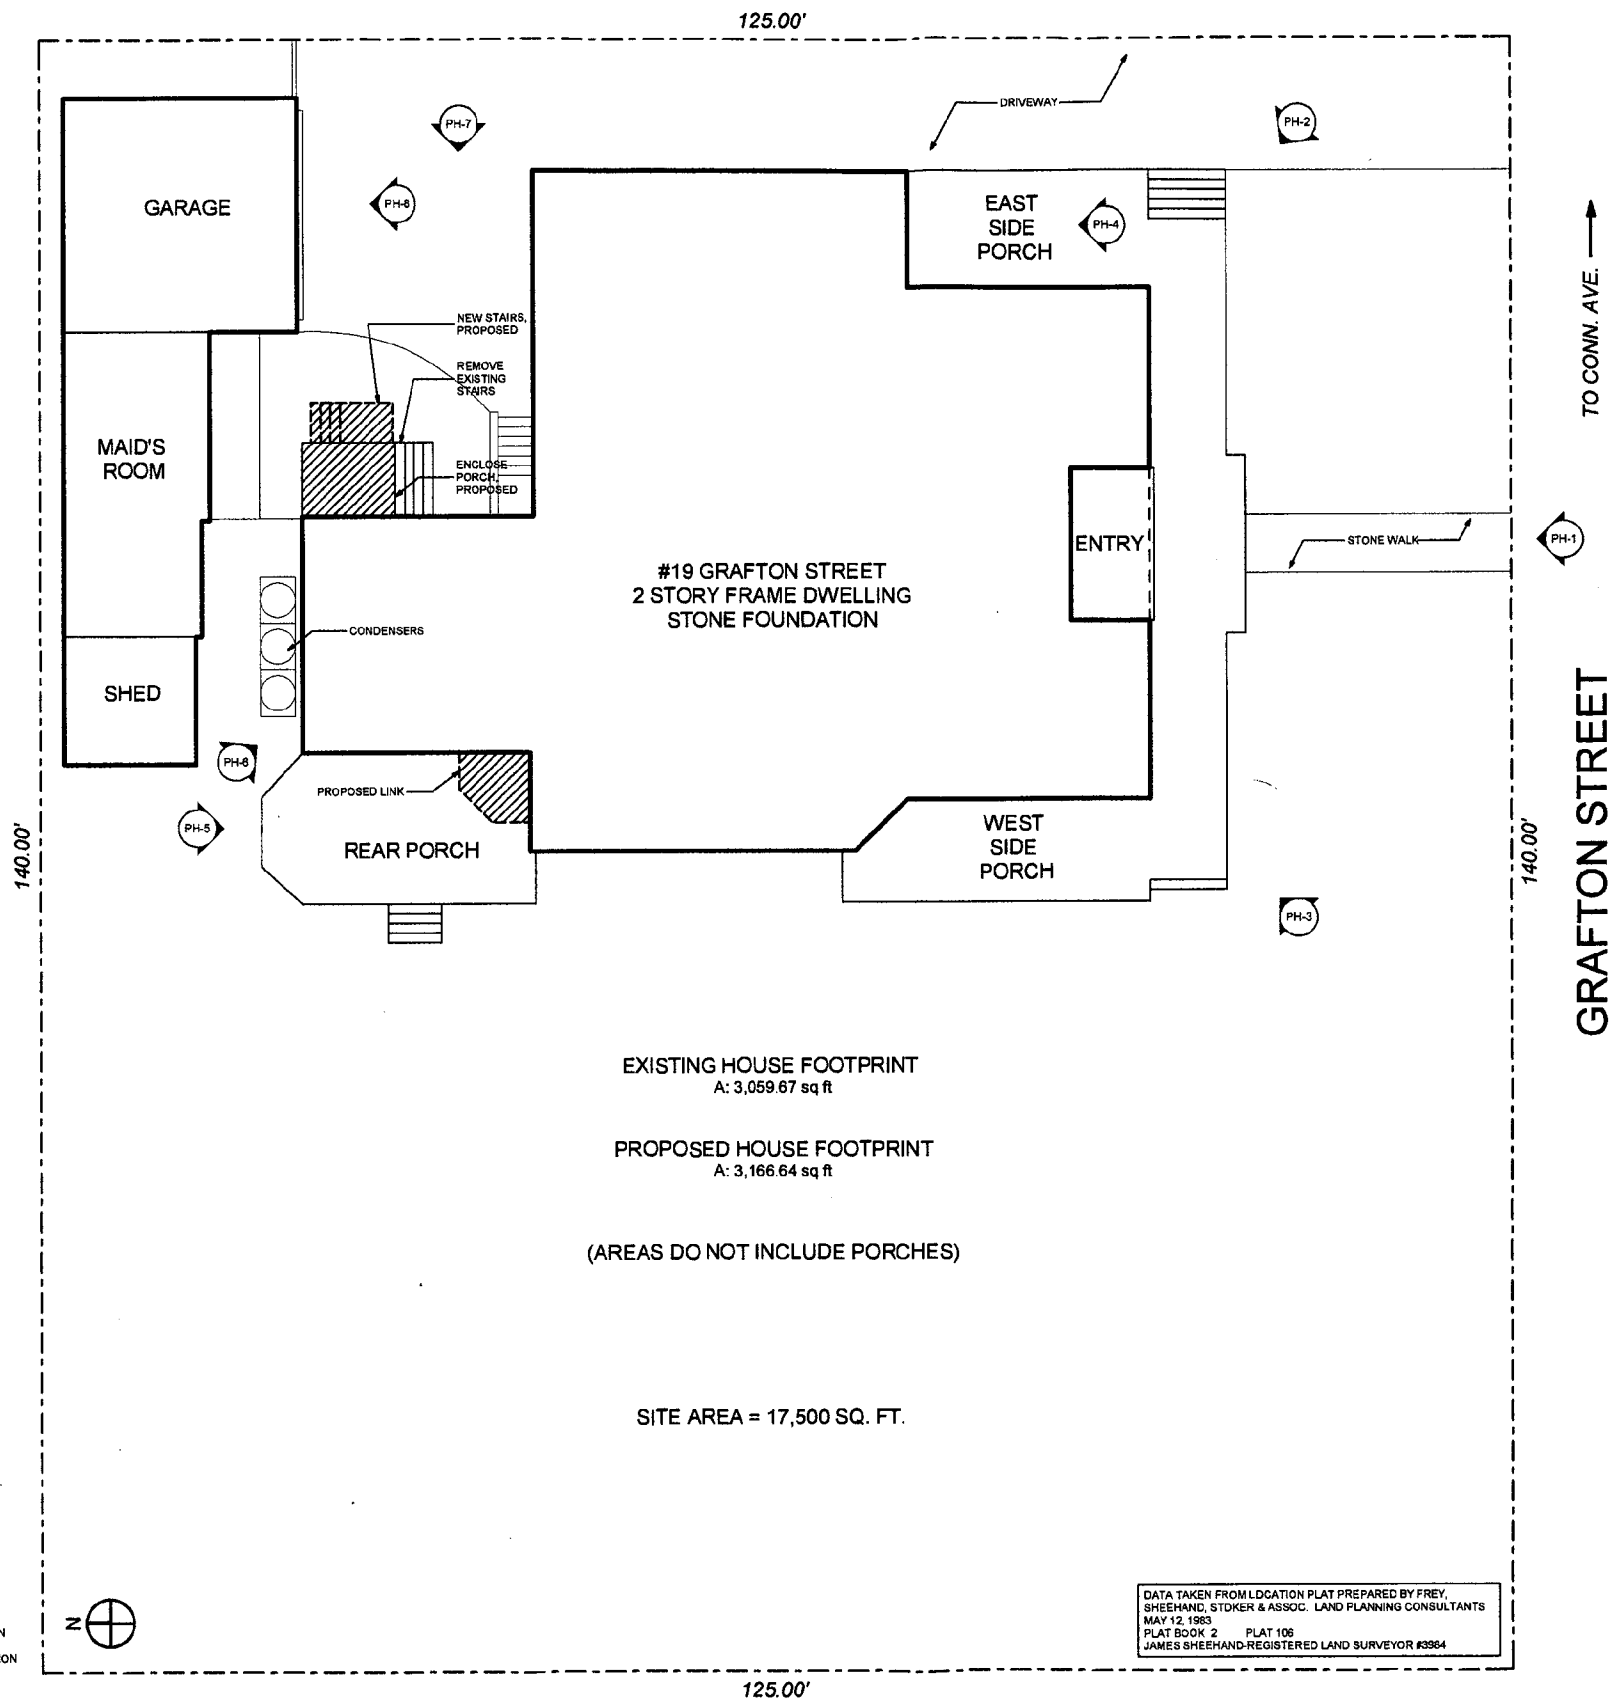 125.00'
DRIVEWAY
PH-7
PH-2
GARAGE
PH-8
EAST
SIDE
PORCH
PH-4
TO CONN. AVE.
NEW STAIRS,
PROPOSED
REMOVE
EXISTING
STAIRS
MAID'S
ROOM
ENCLOSE
PORCH,
PROPOSED
ENTRY
STONE WALK
PH-1
#19 GRAFTON STREET
2 STORY FRAME DWELLING
STONE FOUNDATION
CONDENSERS
SHED
PH-6
PROPOSED LINK
PH-5
REAR PORCH
WEST
SIDE
PORCH
140.00'
140.00'
GRAFTON STREET
PH-3
EXISTING HOUSE FOOTPRINT
A: 3,059.67 sq ft
PROPOSED HOUSE FOOTPRINT
A: 3,166.64 sq ft
(AREAS DO NOT INCLUDE PORCHES)
SITE AREA = 17,500 SQ. FT.
N
DATA TAKEN FROM LOCATION PLAT PREPARED BY FREY,
SHEEHAND, STOKER & ASSOC. LAND PLANNING CONSULTANTS
MAY 12, 1983
PLAT BOOK 2 PLAT 106
JAMES SHEEHAND-REGISTERED LAND SURVEYOR #3984
125.00'